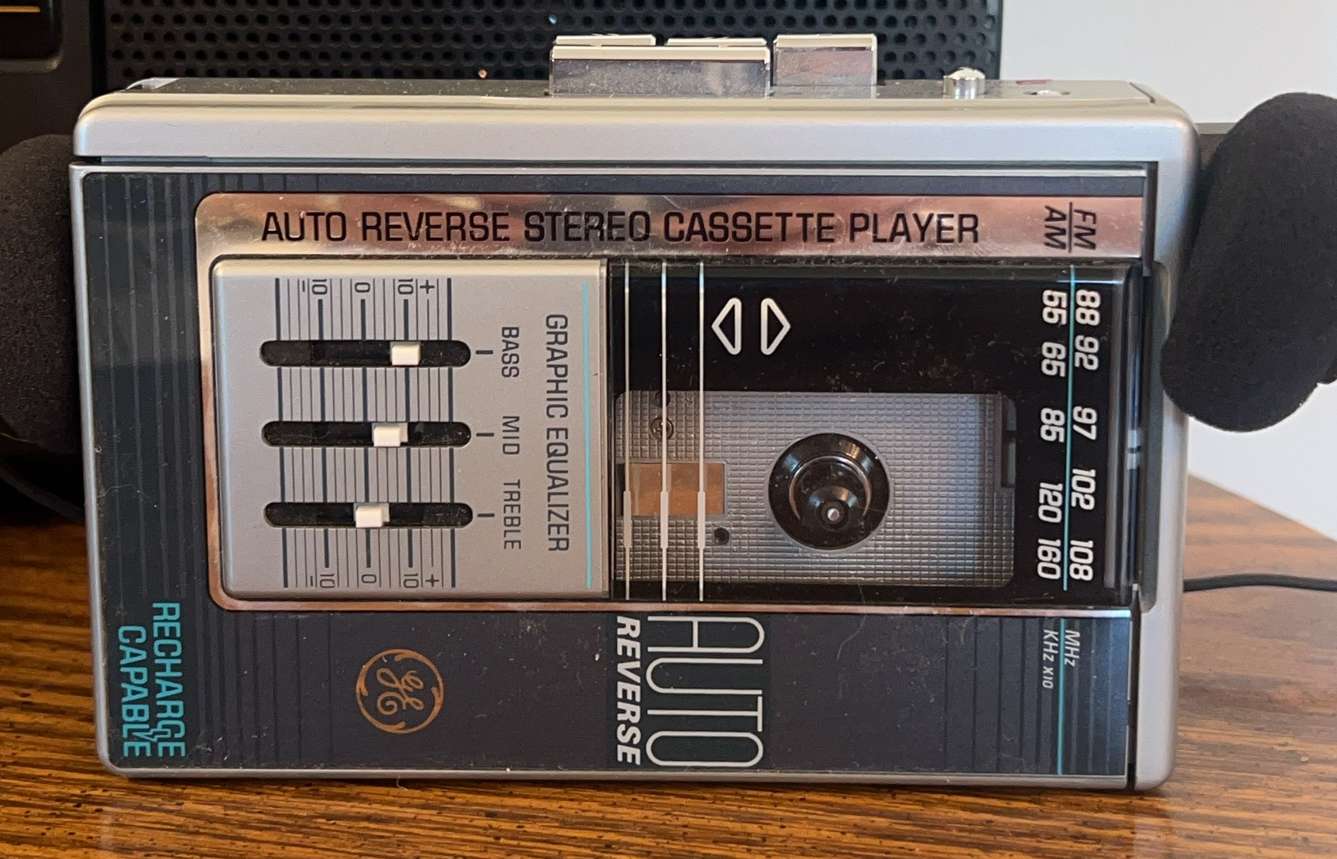 AUTO REVERSE STEREO CASSETTE PLAYER
FM
AM
88 92 97 102 108
55 65 85 120 160
MHz
KHz X10
GRAPHIC EQUALIZER
BASS MID TREBLE
+
10
0
10
−
+
10
0
10
−
AUTO
REVERSE
GE
RECHARGE
CAPABLE